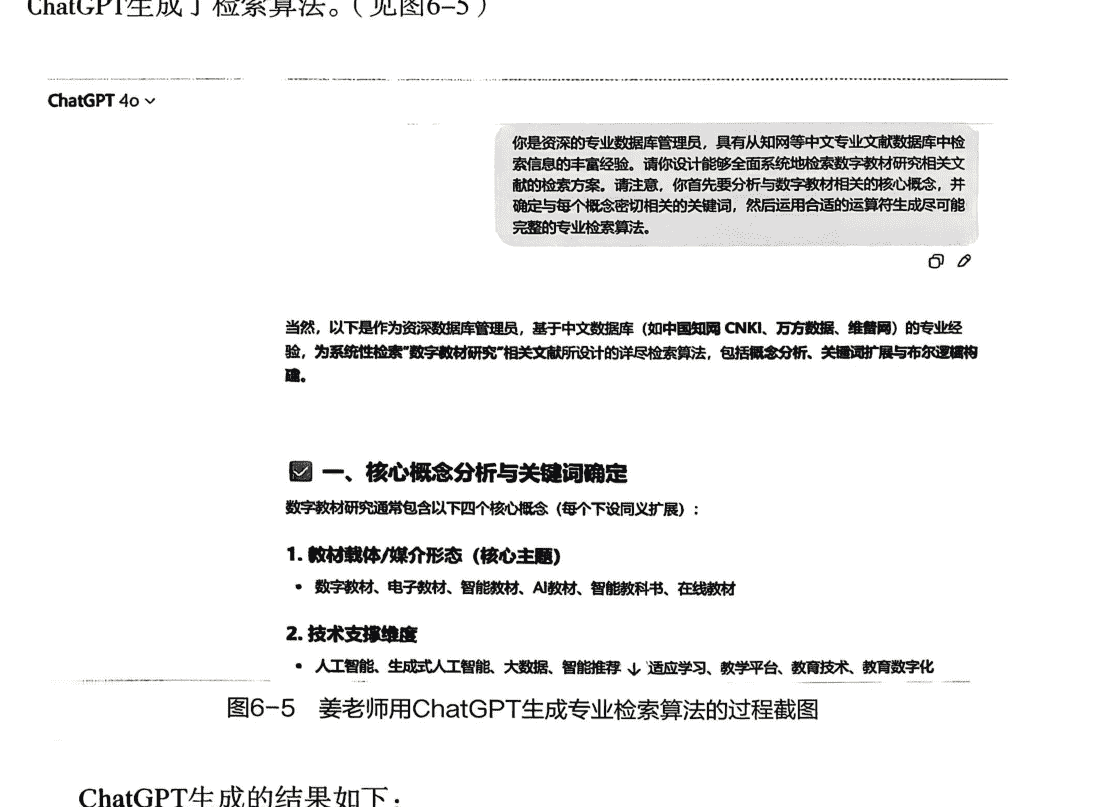 ChatGPT生成了检索算法。（见图6-5）
ChatGPT 4o
你是资深的专业数据库管理员，具有从知网等中文专业文献数据库中检
索信息的丰富经验。请你设计能够全面系统地检索数字教材研究相关文
献的检索方案。请注意，你首先要分析与数字教材相关的核心概念，并
确定与每个概念密切相关的关键词，然后运用合适的运算符生成尽可能
完整的专业检索算法。
当然，以下是作为资深数据库管理员，基于中文数据库（如中国知网 CNKI、万方数据、维普网）的专业经
验，为系统性检索"数字教材研究"相关文献所设计的详尽检索算法，包括概念分析、关键词扩展与布尔逻辑构
建。
一、核心概念分析与关键词确定
数字教材研究通常包含以下四个核心概念（每个下设同义扩展）：
1. 教材载体/媒介形态（核心主题）
• 数字教材、电子教材、智能教材、AI教材、智能教科书、在线教材
2. 技术支撑维度
• 人工智能、生成式人工智能、大数据、智能推荐 ↓ 适应学习、教学平台、教育技术、教育数字化
图6-5 姜老师用ChatGPT生成专业检索算法的过程截图
ChatGPT生成的结果如下：